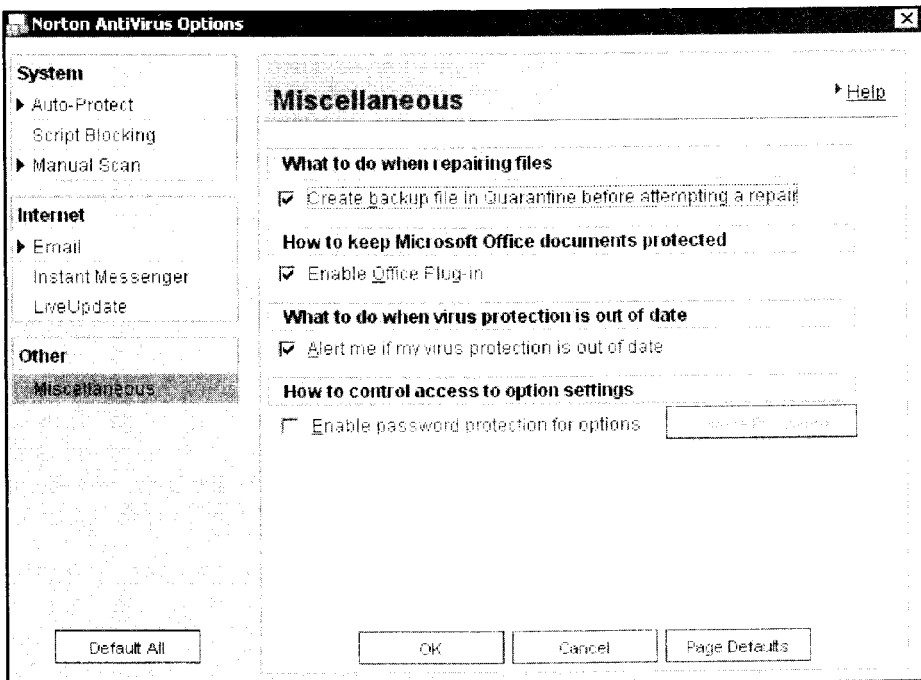 Norton AntiVirus Options
System
Auto-Protect
Script Blocking
Manual Scan
Internet
Email
Instant Messenger
LiveUpdate
Other
Miscellaneous
Default All
Miscellaneous
Help
What to do when repairing files
Create backup file in Quarantine before attempting a repair
How to keep Microsoft Office documents protected
Enable Office Plug-in
What to do when virus protection is out of date
Alert me if my virus protection is out of date
How to control access to option settings
Enable password protection for options
OK
Cancel
Page Defaults